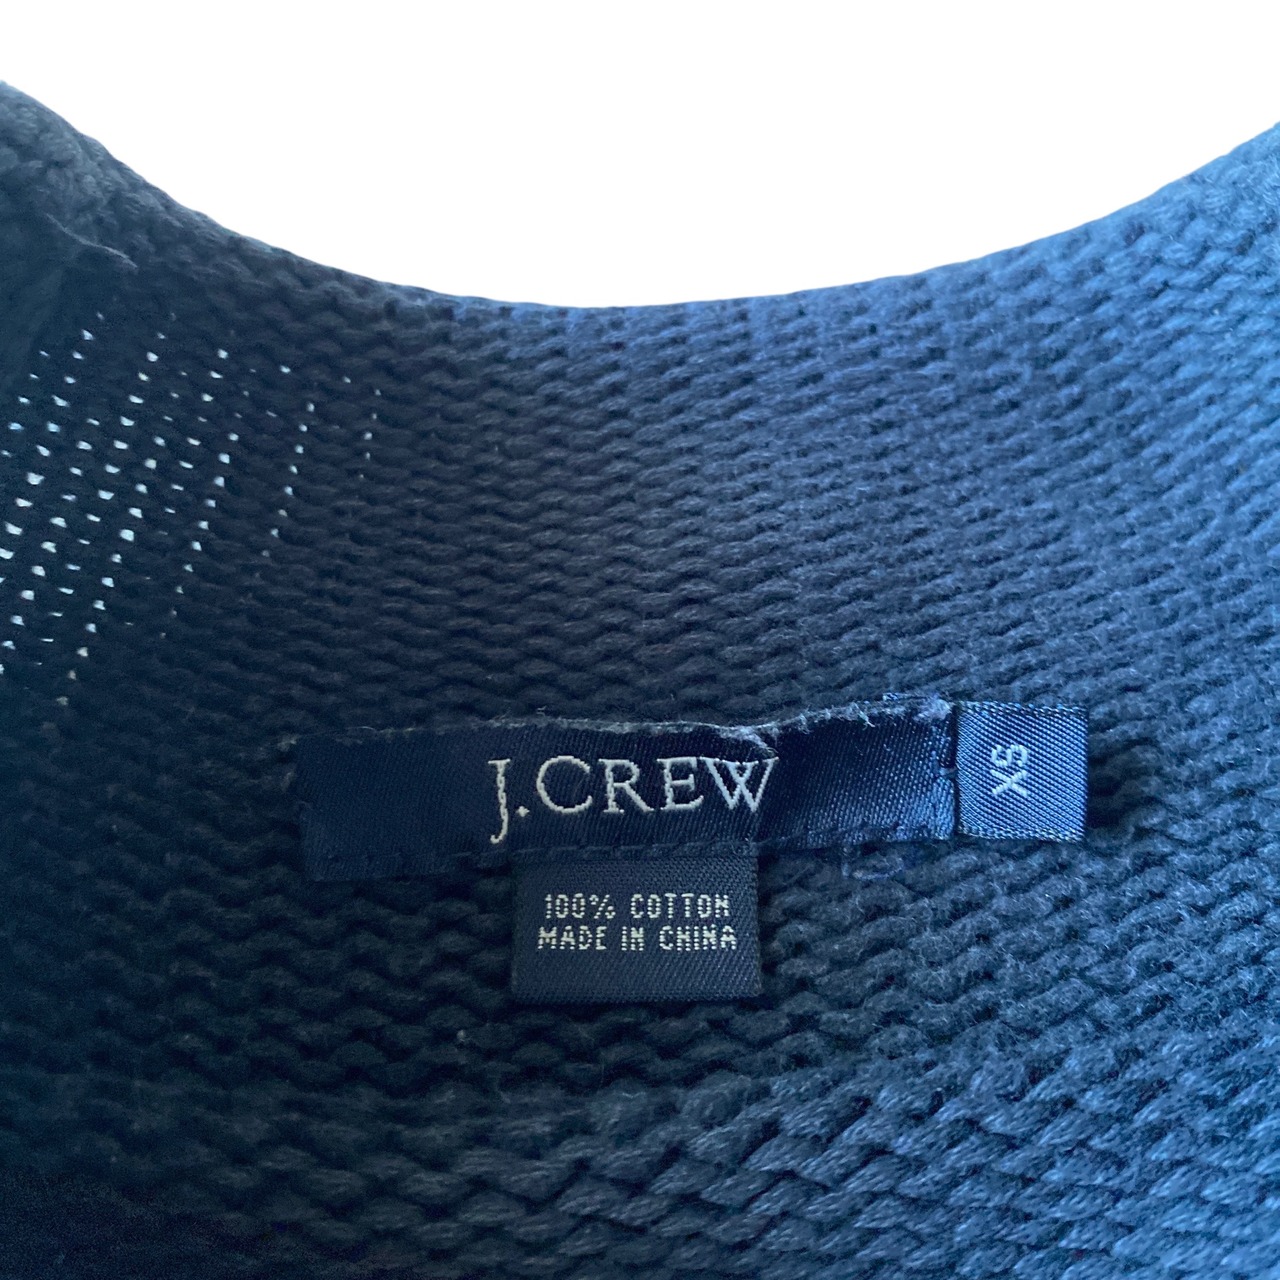 J.CREW
XS
100% COTTON
MADE IN CHINA